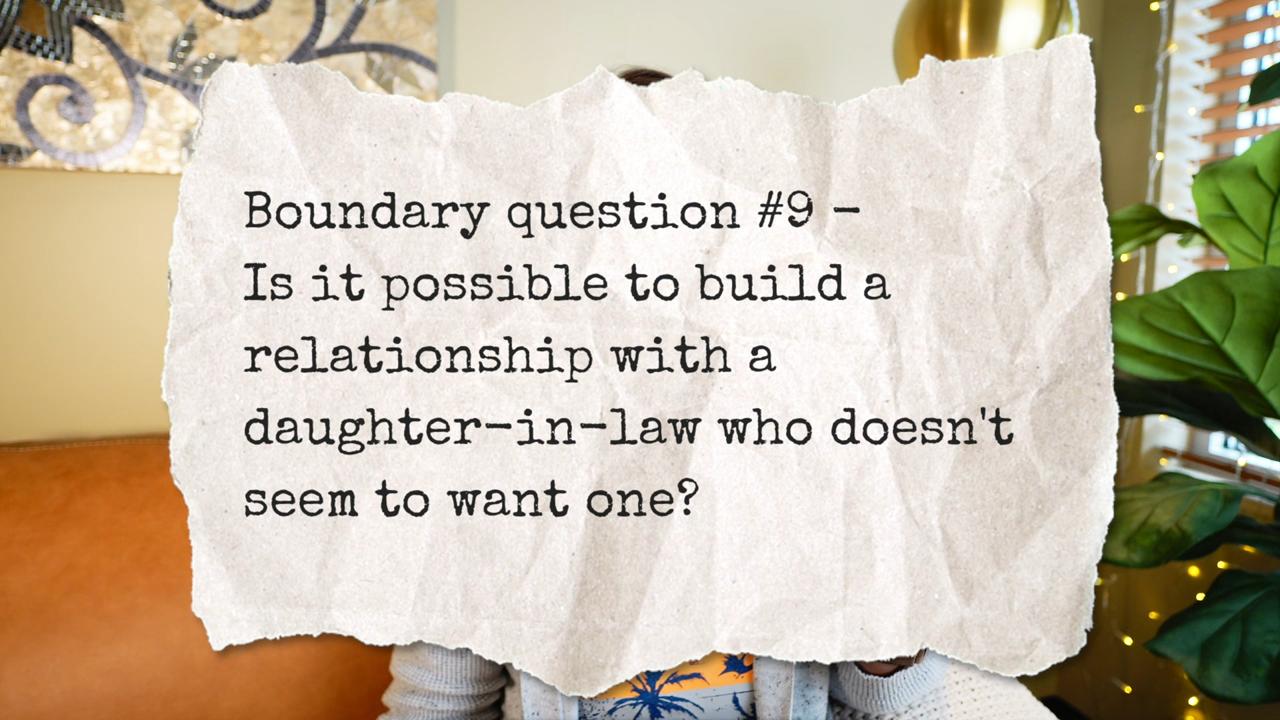 Boundary question #9 -
Is it possible to build a
relationship with a
daughter-in-law who doesn't
seem to want one?